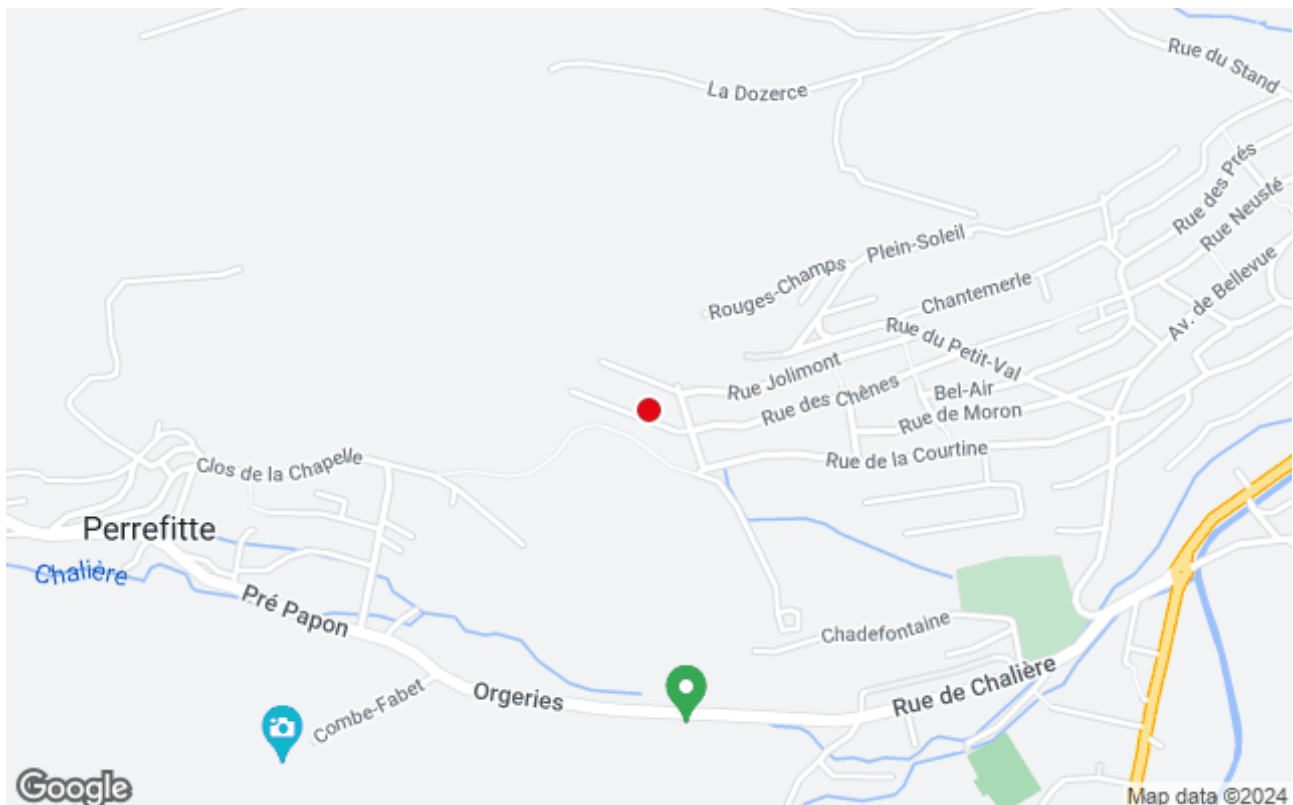 Rue du Stand
La Dozerce
Rue des Prés
Rue Neusté
Plein-Soleil
Av. de Bellevue
Rouges-Champs
Chantemerle
Rue du Petit-Val
Rue Jolimont
Rue des Chênes
Bel-Air
Rue de Moron
Rue de la Courtine
Clos de la Chapelle
Perrefitte
Chalière
Pré Papon
Chadefontaine
Rue de Chalière
Orgeries
Combe-Fabet
Google
Map data ©2024